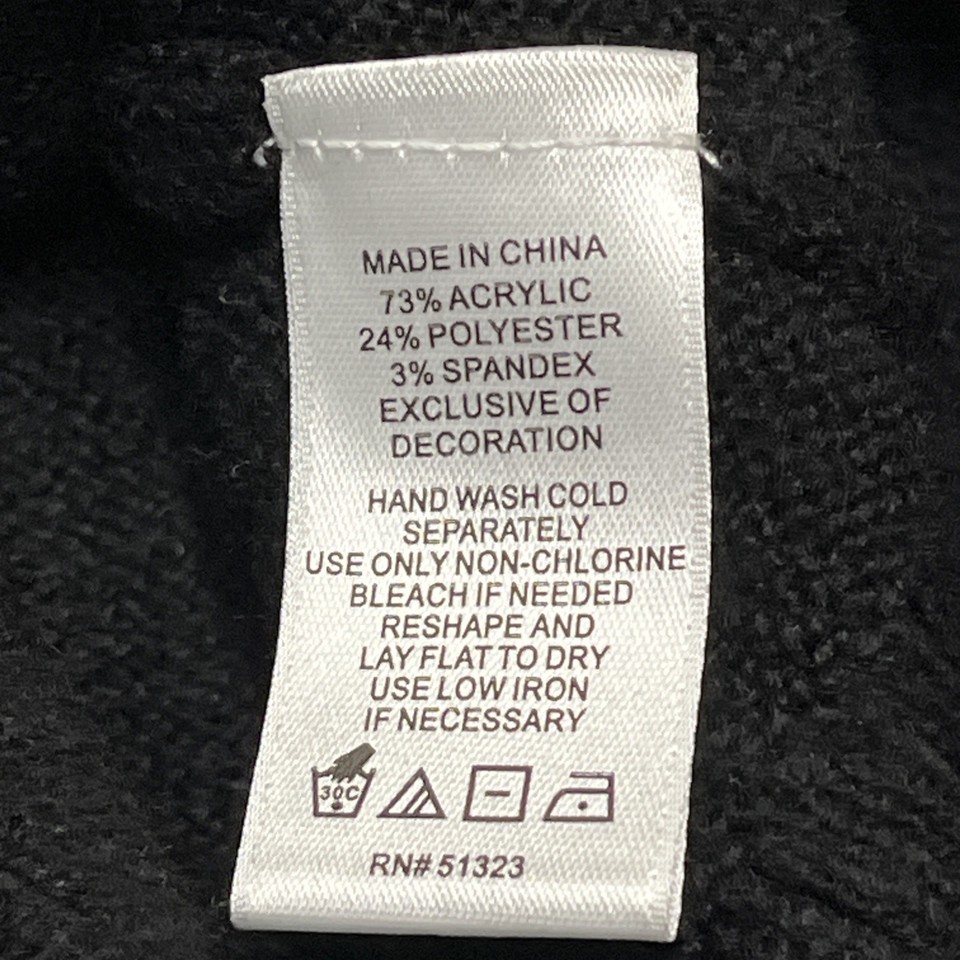 MADE IN CHINA
73% ACRYLIC
24% POLYESTER
3% SPANDEX
EXCLUSIVE OF
DECORATION
HAND WASH COLD
SEPARATELY
USE ONLY NON-CHLORINE
BLEACH IF NEEDED
RESHAPE AND
LAY FLAT TO DRY
USE LOW IRON
IF NECESSARY
30C
RN# 51323